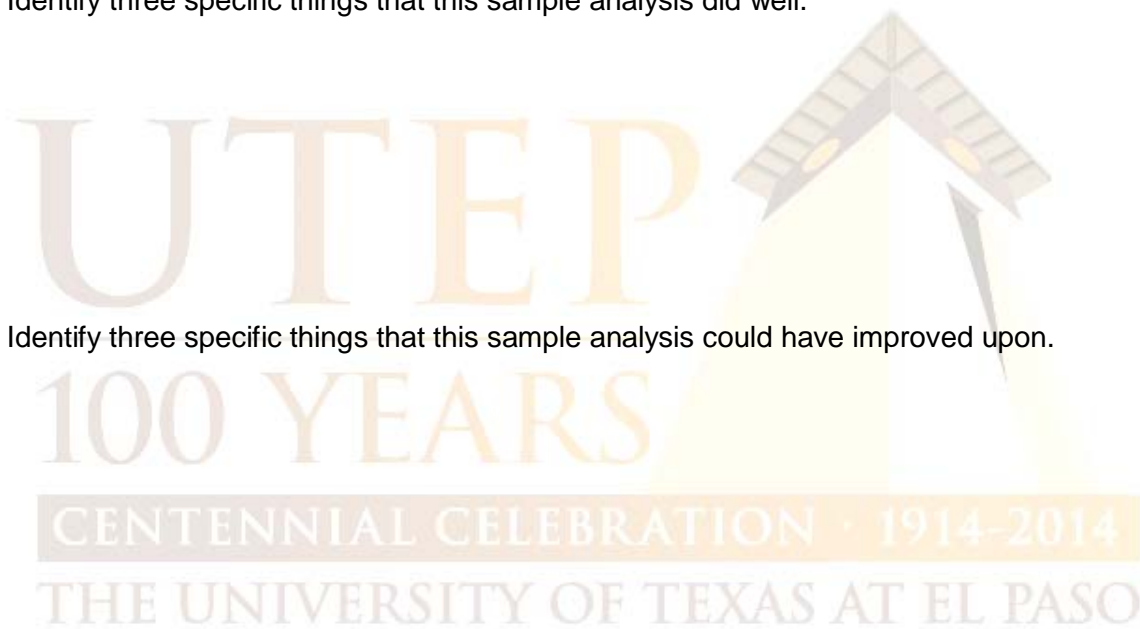 Identify three specific things that this sample analysis did well.
UTEP
Identify three specific things that this sample analysis could have improved upon.
100 YEARS
CENTENNIAL CELEBRATION · 1914-2014
THE UNIVERSITY OF TEXAS AT EL PASO